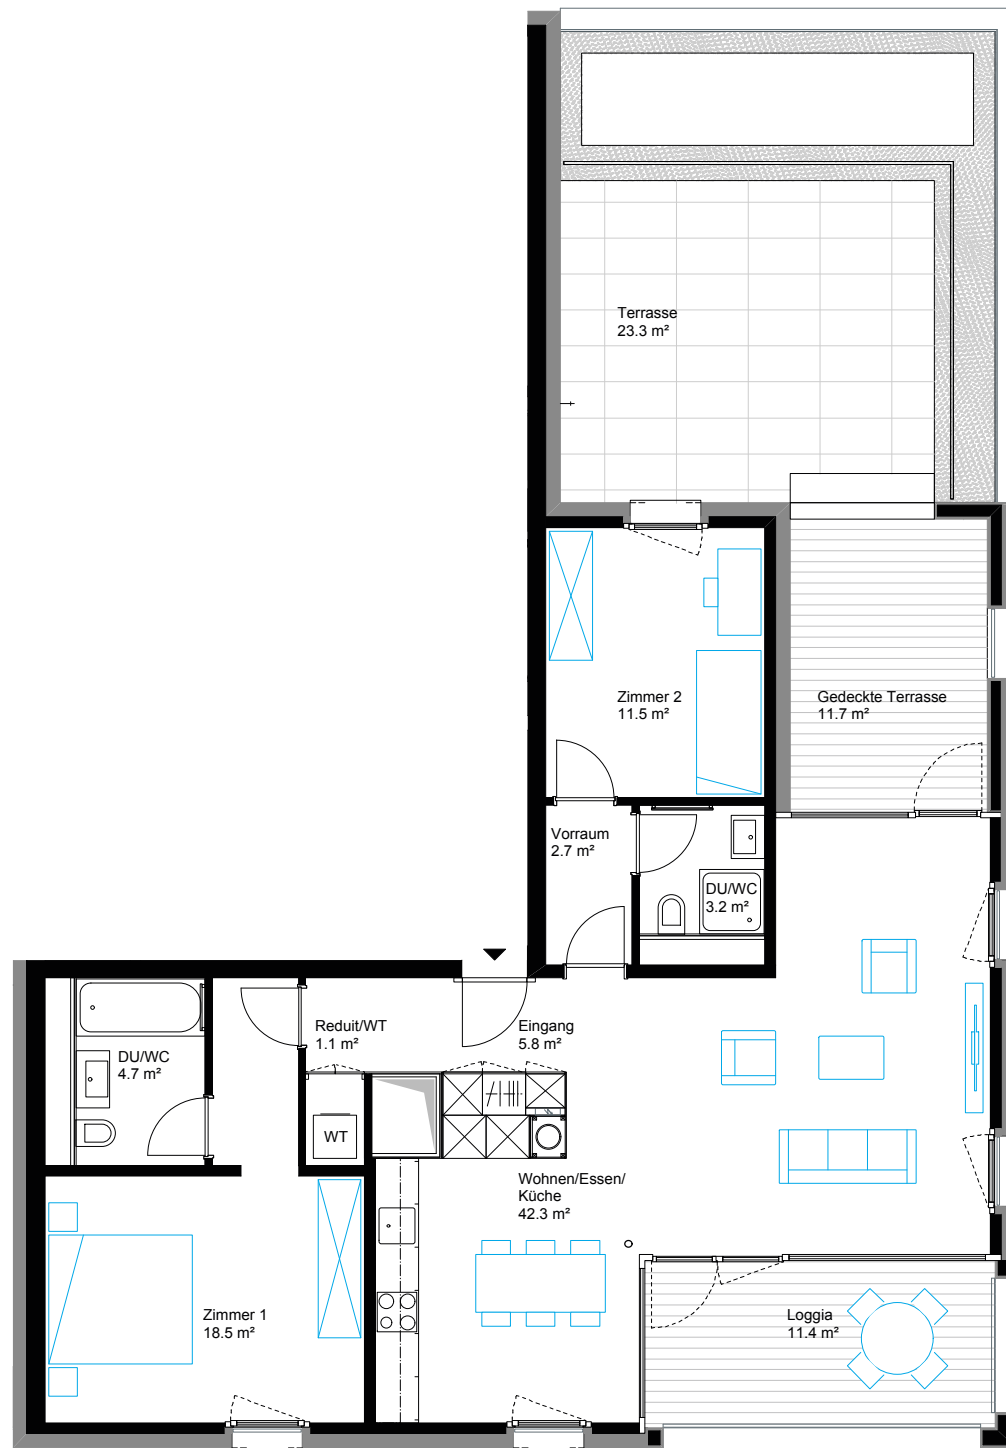 Terrasse
23.3 m²
Zimmer 2
11.5 m²
Gedeckte Terrasse
11.7 m²
Vorraum
2.7 m²
DU/WC
3.2 m²
Reduit/WT
1.1 m²
Eingang
5.8 m²
DU/WC
4.7 m²
WT
Wohnen/Essen/
Küche
42.3 m²
Zimmer 1
18.5 m²
Loggia
11.4 m²